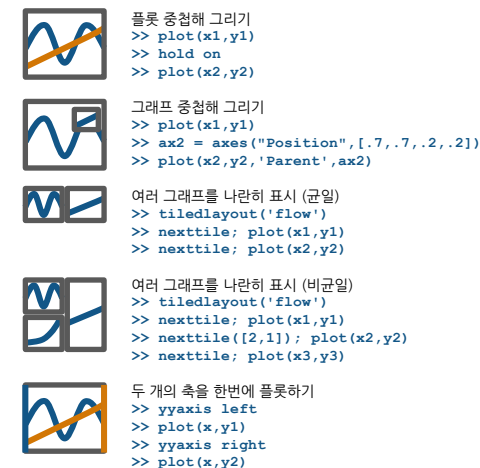 플롯 중첩해 그리기
>> plot(x1,y1)
>> hold on
>> plot(x2,y2)
그래프 중첩해 그리기
>> plot(x1,y1)
>> ax2 = axes("Position",[.7,.7,.2,.2])
>> plot(x2,y2,'Parent',ax2)
여러 그래프를 나란히 표시 (균일)
>> tiledlayout('flow')
>> nexttile; plot(x1,y1)
>> nexttile; plot(x2,y2)
여러 그래프를 나란히 표시 (비균일)
>> tiledlayout('flow')
>> nexttile; plot(x1,y1)
>> nexttile([2,1]); plot(x2,y2)
>> nexttile; plot(x3,y3)
두 개의 축을 한번에 플롯하기
>> yyaxis left
>> plot(x,y1)
>> yyaxis right
>> plot(x,y2)